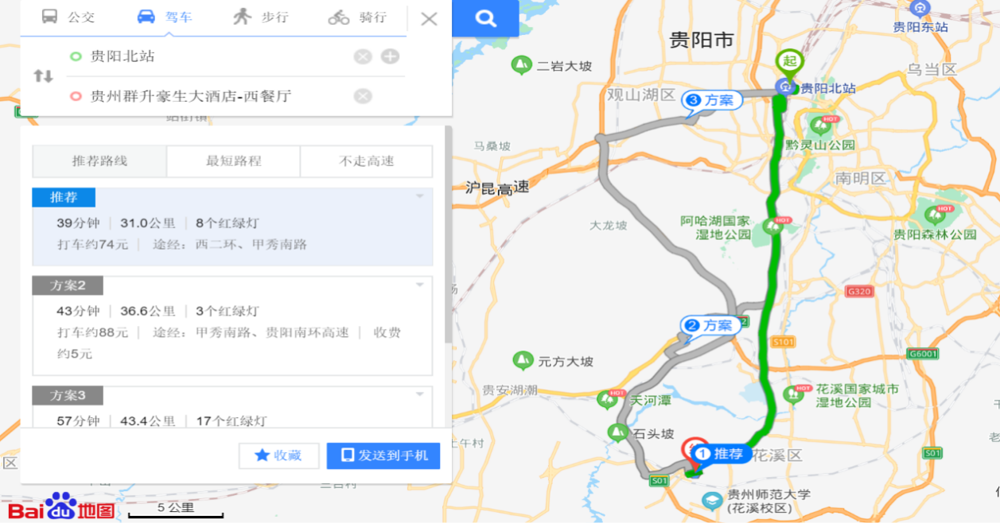 公交
驾车
步行
骑行
贵阳北站
贵州群升豪生大酒店-西餐厅
推荐路线
最短路程
不走高速
推荐
39分钟 | 31.0公里 | 8个红绿灯
打车约74元 | 途经：西二环、甲秀南路
方案2
43分钟 | 36.6公里 | 3个红绿灯
打车约88元 | 途经：甲秀南路、贵阳南环高速 | 收费
约5元
方案3
57分钟 | 43.4公里 | 17个红绿灯
收藏
发送到手机
Bai du 地图
5 公里
贵阳市
贵阳东站
二岩大坡
起
乌当区
贵阳北站
观山湖区
3 方案
HOT
黔灵山公园
马桑坡
南明区
沪昆高速
HOT
阿哈湖国家
湿地公园
大龙坡
HOT
贵阳森林公园
G320
2 方案
S101
G6001
元方大坡
贵安湖潮
HOT
天河潭
HOT
花溪国家城市
湿地公园
石头坡
1 推荐
花溪区
S01
S01
贵州师范大学
(花溪校区)
区